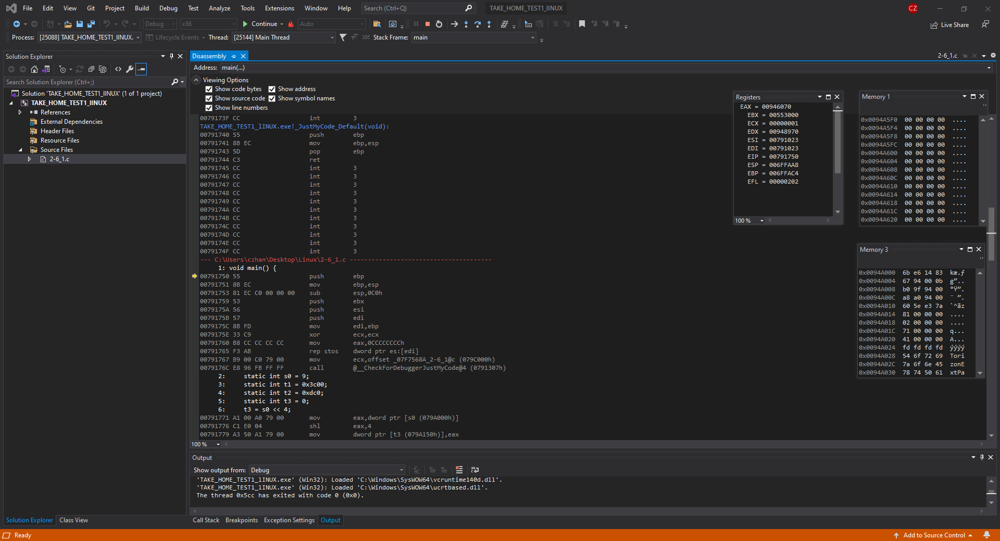 File Edit View Git Project Build Debug Test Analyze Tools Extensions Window Help Search (Ctrl+Q) TAKE_HOME_TEST1_lINUX CZ
Debug x86 Continue Auto Live Share
Process: [25088] TAKE_HOME_TEST1_lINUX. Lifecycle Events Thread: [25144] Main Thread Stack Frame: main
Solution Explorer
Search Solution Explorer (Ctrl+;)
Solution 'TAKE_HOME_TEST1_lINUX' (1 of 1 project)
TAKE_HOME_TEST1_lINUX
References
External Dependencies
Header Files
Resource Files
Source Files
2-6_1.c
Solution Explorer Class View
Disassembly 2-6_1.c
Address: main(...)
Viewing Options
Show code bytes Show address
Show source code Show symbol names
Show line numbers
0079173F CC int 3
TAKE_HOME_TEST1_lINUX.exe!_JustMyCode_Default(void):
00791740 55 push ebp
00791741 8B EC mov ebp,esp
00791743 5D pop ebp
00791744 C3 ret
00791745 CC int 3
00791746 CC int 3
00791747 CC int 3
00791748 CC int 3
00791749 CC int 3
0079174A CC int 3
0079174B CC int 3
0079174C CC int 3
0079174D CC int 3
0079174E CC int 3
0079174F CC int 3
--- C:\Users\czhan\Desktop\Linux\2-6_1.c ---------------------------------------
1: void main() {
00791750 55 push ebp
00791751 8B EC mov ebp,esp
00791753 81 EC C0 00 00 00 sub esp,0C0h
00791759 53 push ebx
0079175A 56 push esi
0079175B 57 push edi
0079175C 8B FD mov edi,ebp
0079175E 33 C9 xor ecx,ecx
00791760 B8 CC CC CC CC mov eax,0CCCCCCCCh
00791765 F3 AB rep stos dword ptr es:[edi]
00791767 B9 00 C0 79 00 mov ecx,offset _07F7568A_2-6_1@c (079C000h)
0079176C E8 96 FB FF FF call @__CheckForDebuggerJustMyCode@4 (0791307h)
2: static int s0 = 9;
3: static int t1 = 0x3c00;
4: static int t2 = 0xdc0;
5: static int t3 = 0;
6: t3 = s0 << 4;
00791771 A1 00 A0 79 00 mov eax,dword ptr [s0 (079A000h)]
00791776 C1 E0 04 shl eax,4
00791779 A3 50 A1 79 00 mov dword ptr [t3 (079A150h)],eax
100 %
Registers
EAX = 00946070
EBX = 00553000
ECX = 00000001
EDX = 00948970
ESI = 00791023
EDI = 00791023
EIP = 00791750
ESP = 006FFAA8
EBP = 006FFAC4
EFL = 00000202
100 %
Memory 1
0x0094A5F0 00 00 00 00 ....
0x0094A5F4 00 00 00 00 ....
0x0094A5F8 00 00 00 00 ....
0x0094A5FC 00 00 00 00 ....
0x0094A600 00 00 00 00 ....
0x0094A604 00 00 00 00 ....
0x0094A608 00 00 00 00 ....
0x0094A60C 00 00 00 00 ....
0x0094A610 00 00 00 00 ....
0x0094A614 00 00 00 00 ....
0x0094A618 00 00 00 00 ....
0x0094A61C 00 00 00 00 ....
0x0094A620 00 00 00 00 ....
Memory 3
0x0094A000 6b e6 14 83 kæ.ƒ
0x0094A004 67 94 00 0b g”..
0x0094A008 b0 9f 94 00 °Ÿ”.
0x0094A00C a8 a0 94 00 ¨ ”.
0x0094A010 60 5e e3 7a `^ãz
0x0094A014 81 00 00 00 ....
0x0094A018 02 00 00 00 ....
0x0094A01C 71 00 00 00 q...
0x0094A020 41 00 00 00 A...
0x0094A024 fd fd fd fd ýýýý
0x0094A028 54 6f 72 69 Tori
0x0094A02C 7a 6f 6e 45 zonE
0x0094A030 78 74 50 61 xtPa
Output
Show output from: Debug
'TAKE_HOME_TEST1_lINUX.exe' (Win32): Loaded 'C:\Windows\SysWOW64\vcruntime140d.dll'.
'TAKE_HOME_TEST1_lINUX.exe' (Win32): Loaded 'C:\Windows\SysWOW64\ucrtbased.dll'.
The thread 0x5cc has exited with code 0 (0x0).
Call Stack Breakpoints Exception Settings Output
Ready Add to Source Control